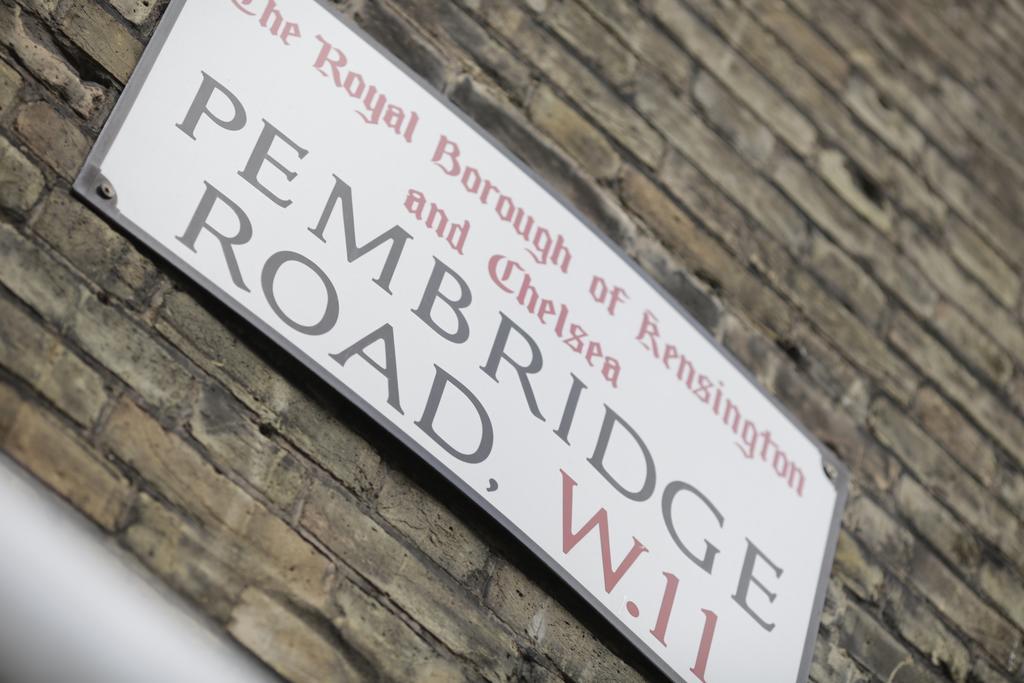 The Royal Borough of Kensington
and Chelsea
PEMBRIDGE
ROAD, W.11